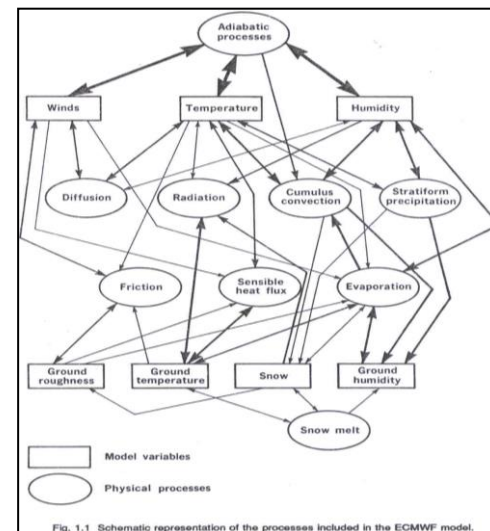 Adiabatic
processes
Winds
Temperature
Humidity
Diffusion
Radiation
Cumulus
convection
Stratiform
precipitation
Friction
Sensible
heat flux
Evaporation
Ground
roughness
Ground
temperature
Snow
Ground
humidity
Snow melt
Model variables
Physical processes
Fig. 1.1 Schematic representation of the processes included in the ECMWF model.